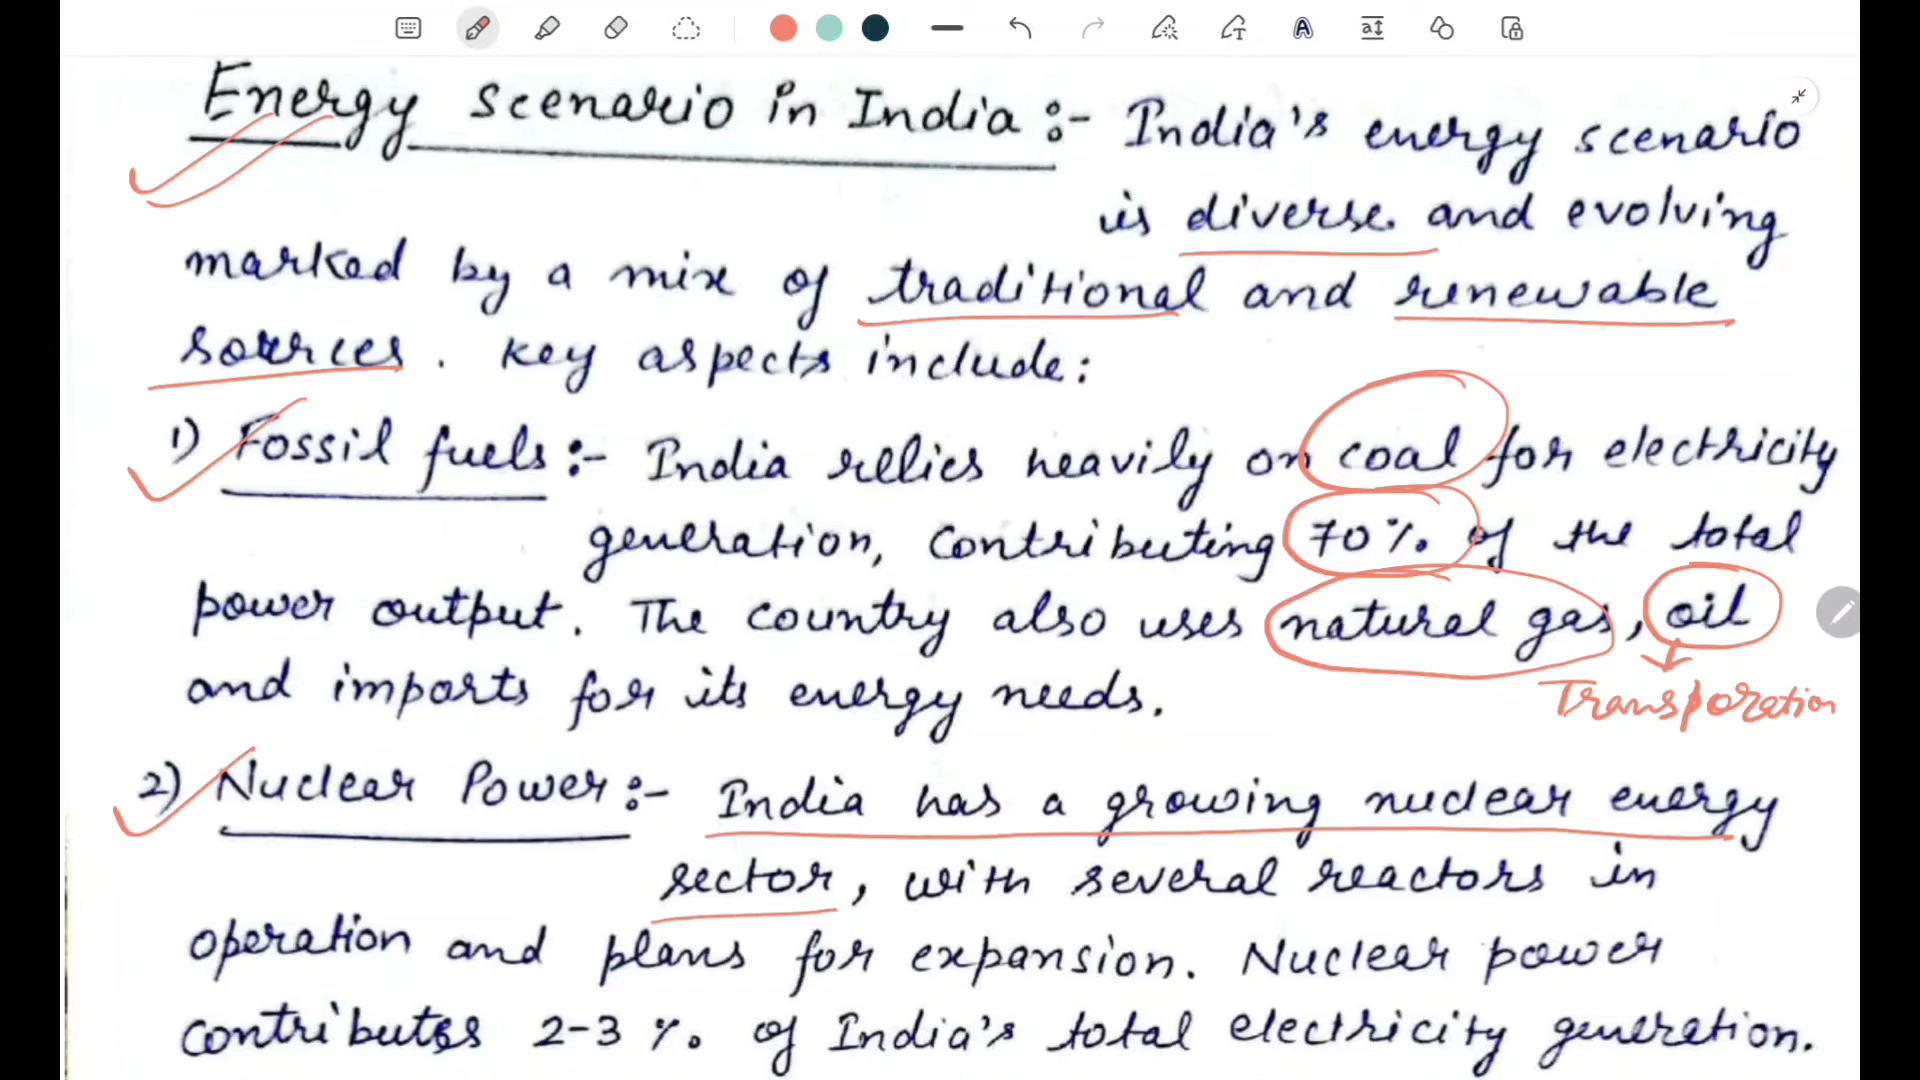 Energy scenario in India :- India's energy scenario
is diverse and evolving
marked by a mix of traditional and renewable
sources. Key aspects include:
1) Fossil fuels :- India relies heavily on coal for electricity
generation, contributing 70% of the total
power output. The country also uses natural gas, oil
and imports for its energy needs.
Transporation
2) Nuclear Power :- India has a growing nuclear energy
sector, with several reactors in
operation and plans for expansion. Nuclear power
contributes 2-3 % of India's total electricity generation.